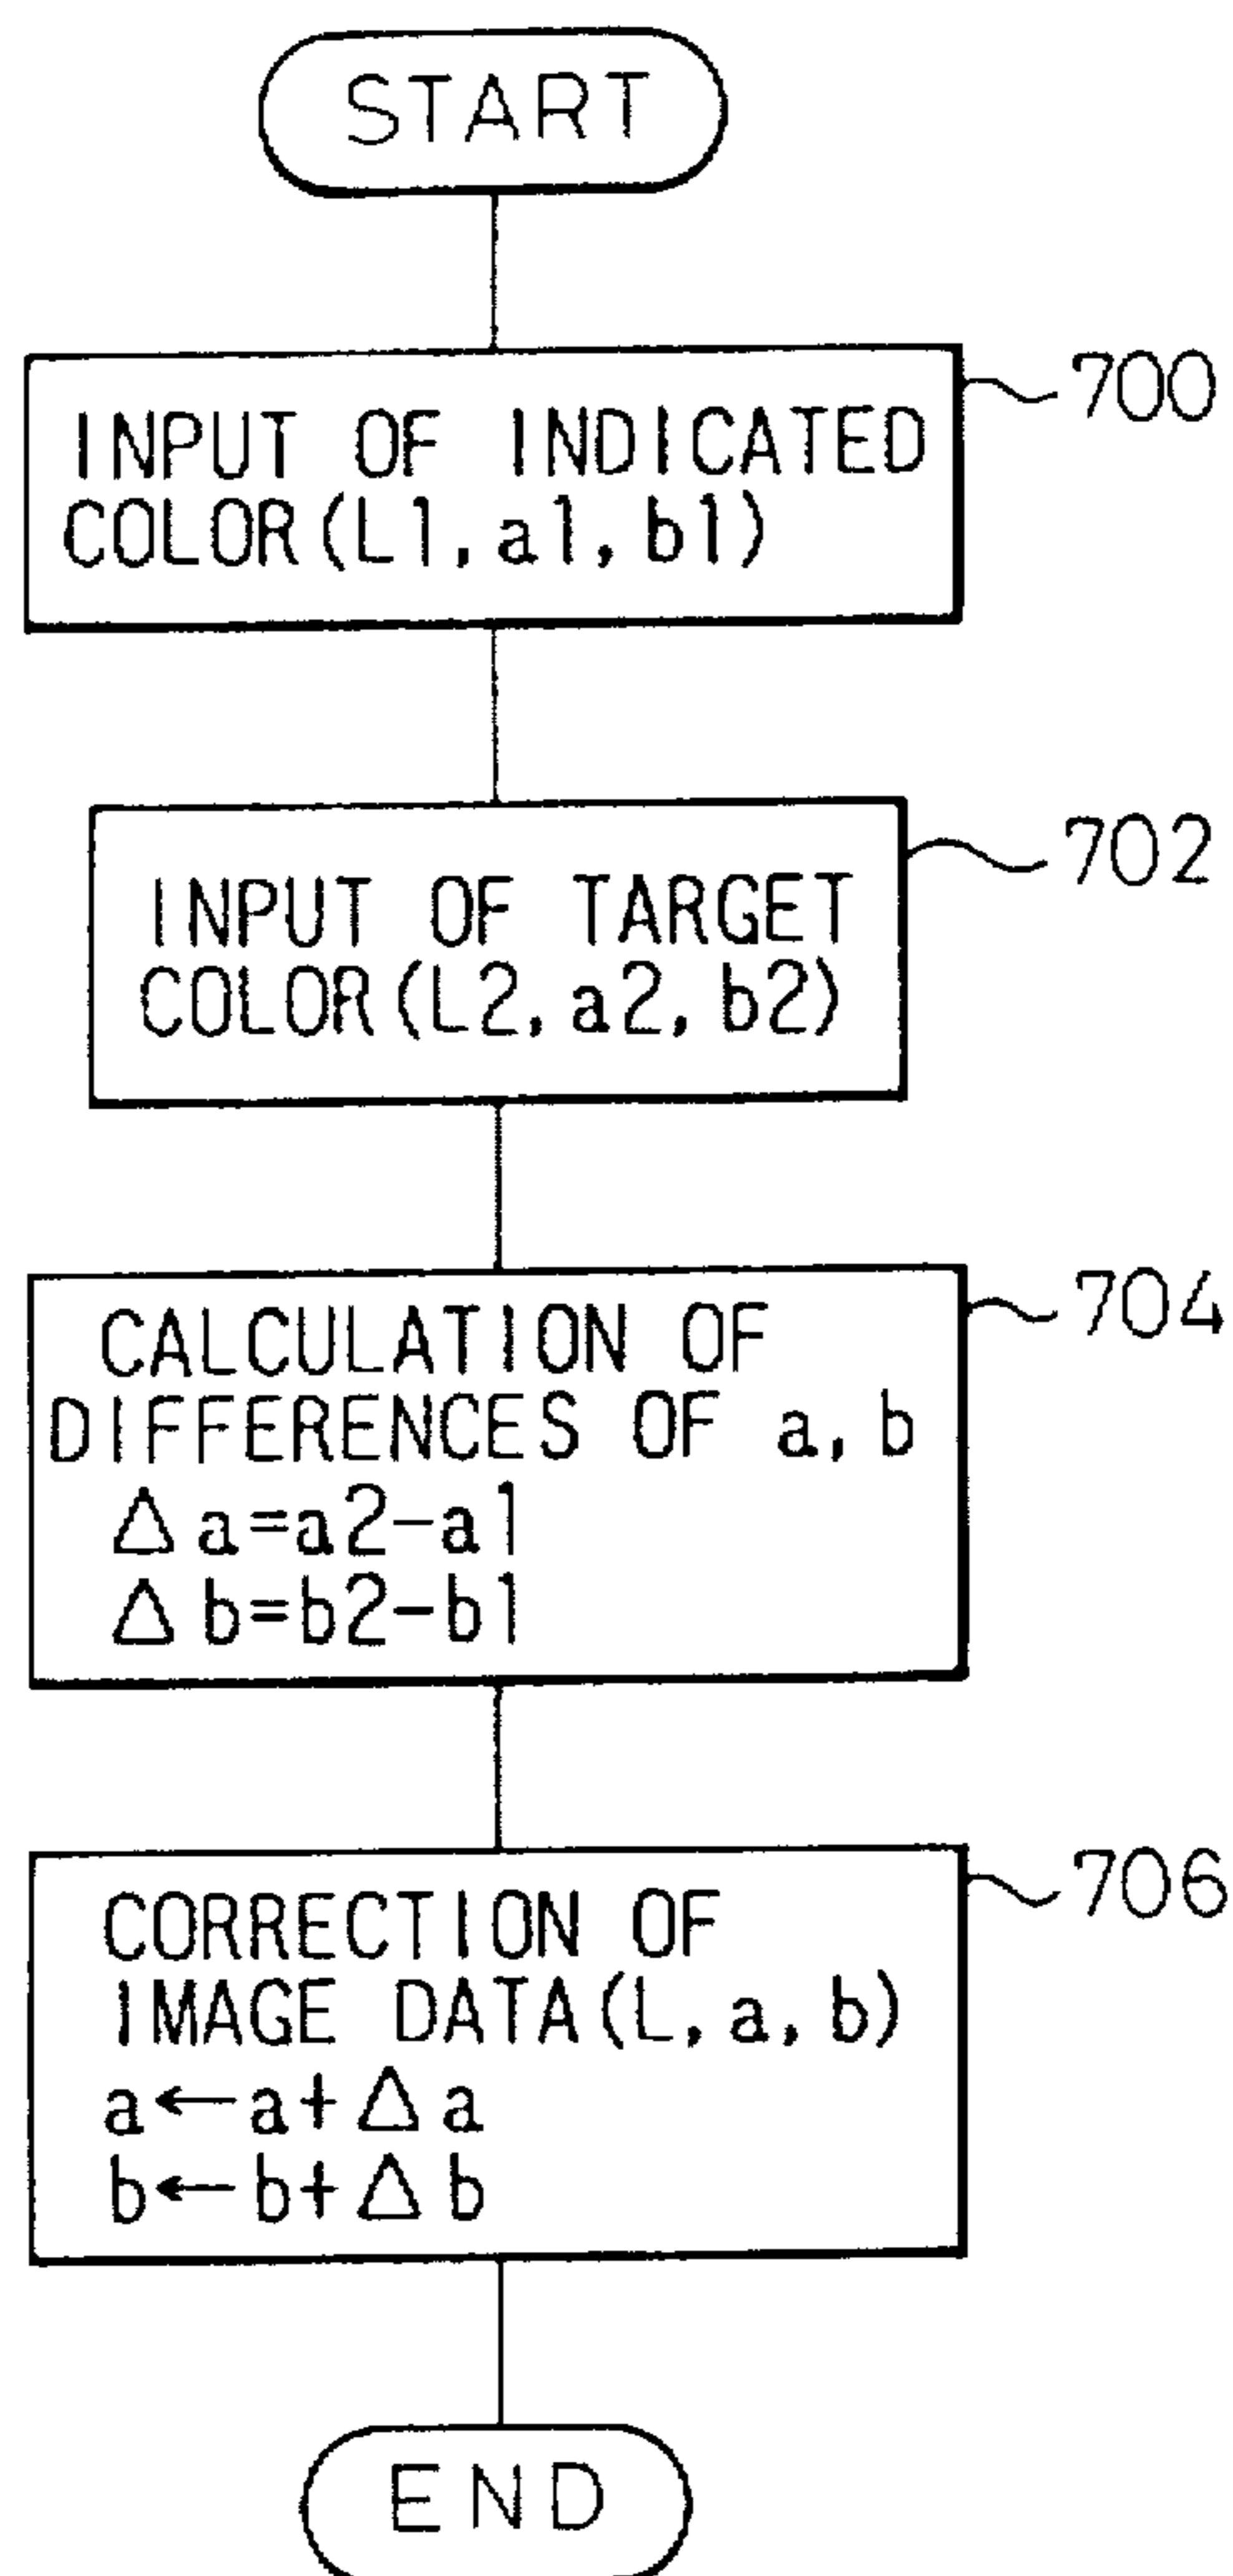 START
INPUT OF INDICATED
COLOR(L1, a1, b1)
700
INPUT OF TARGET
COLOR(L2, a2, b2)
702
CALCULATION OF
DIFFERENCES OF a, b
Δa=a2-a1
Δb=b2-b1
704
CORRECTION OF
IMAGE DATA(L, a, b)
a←a+Δa
b←b+Δb
706
END